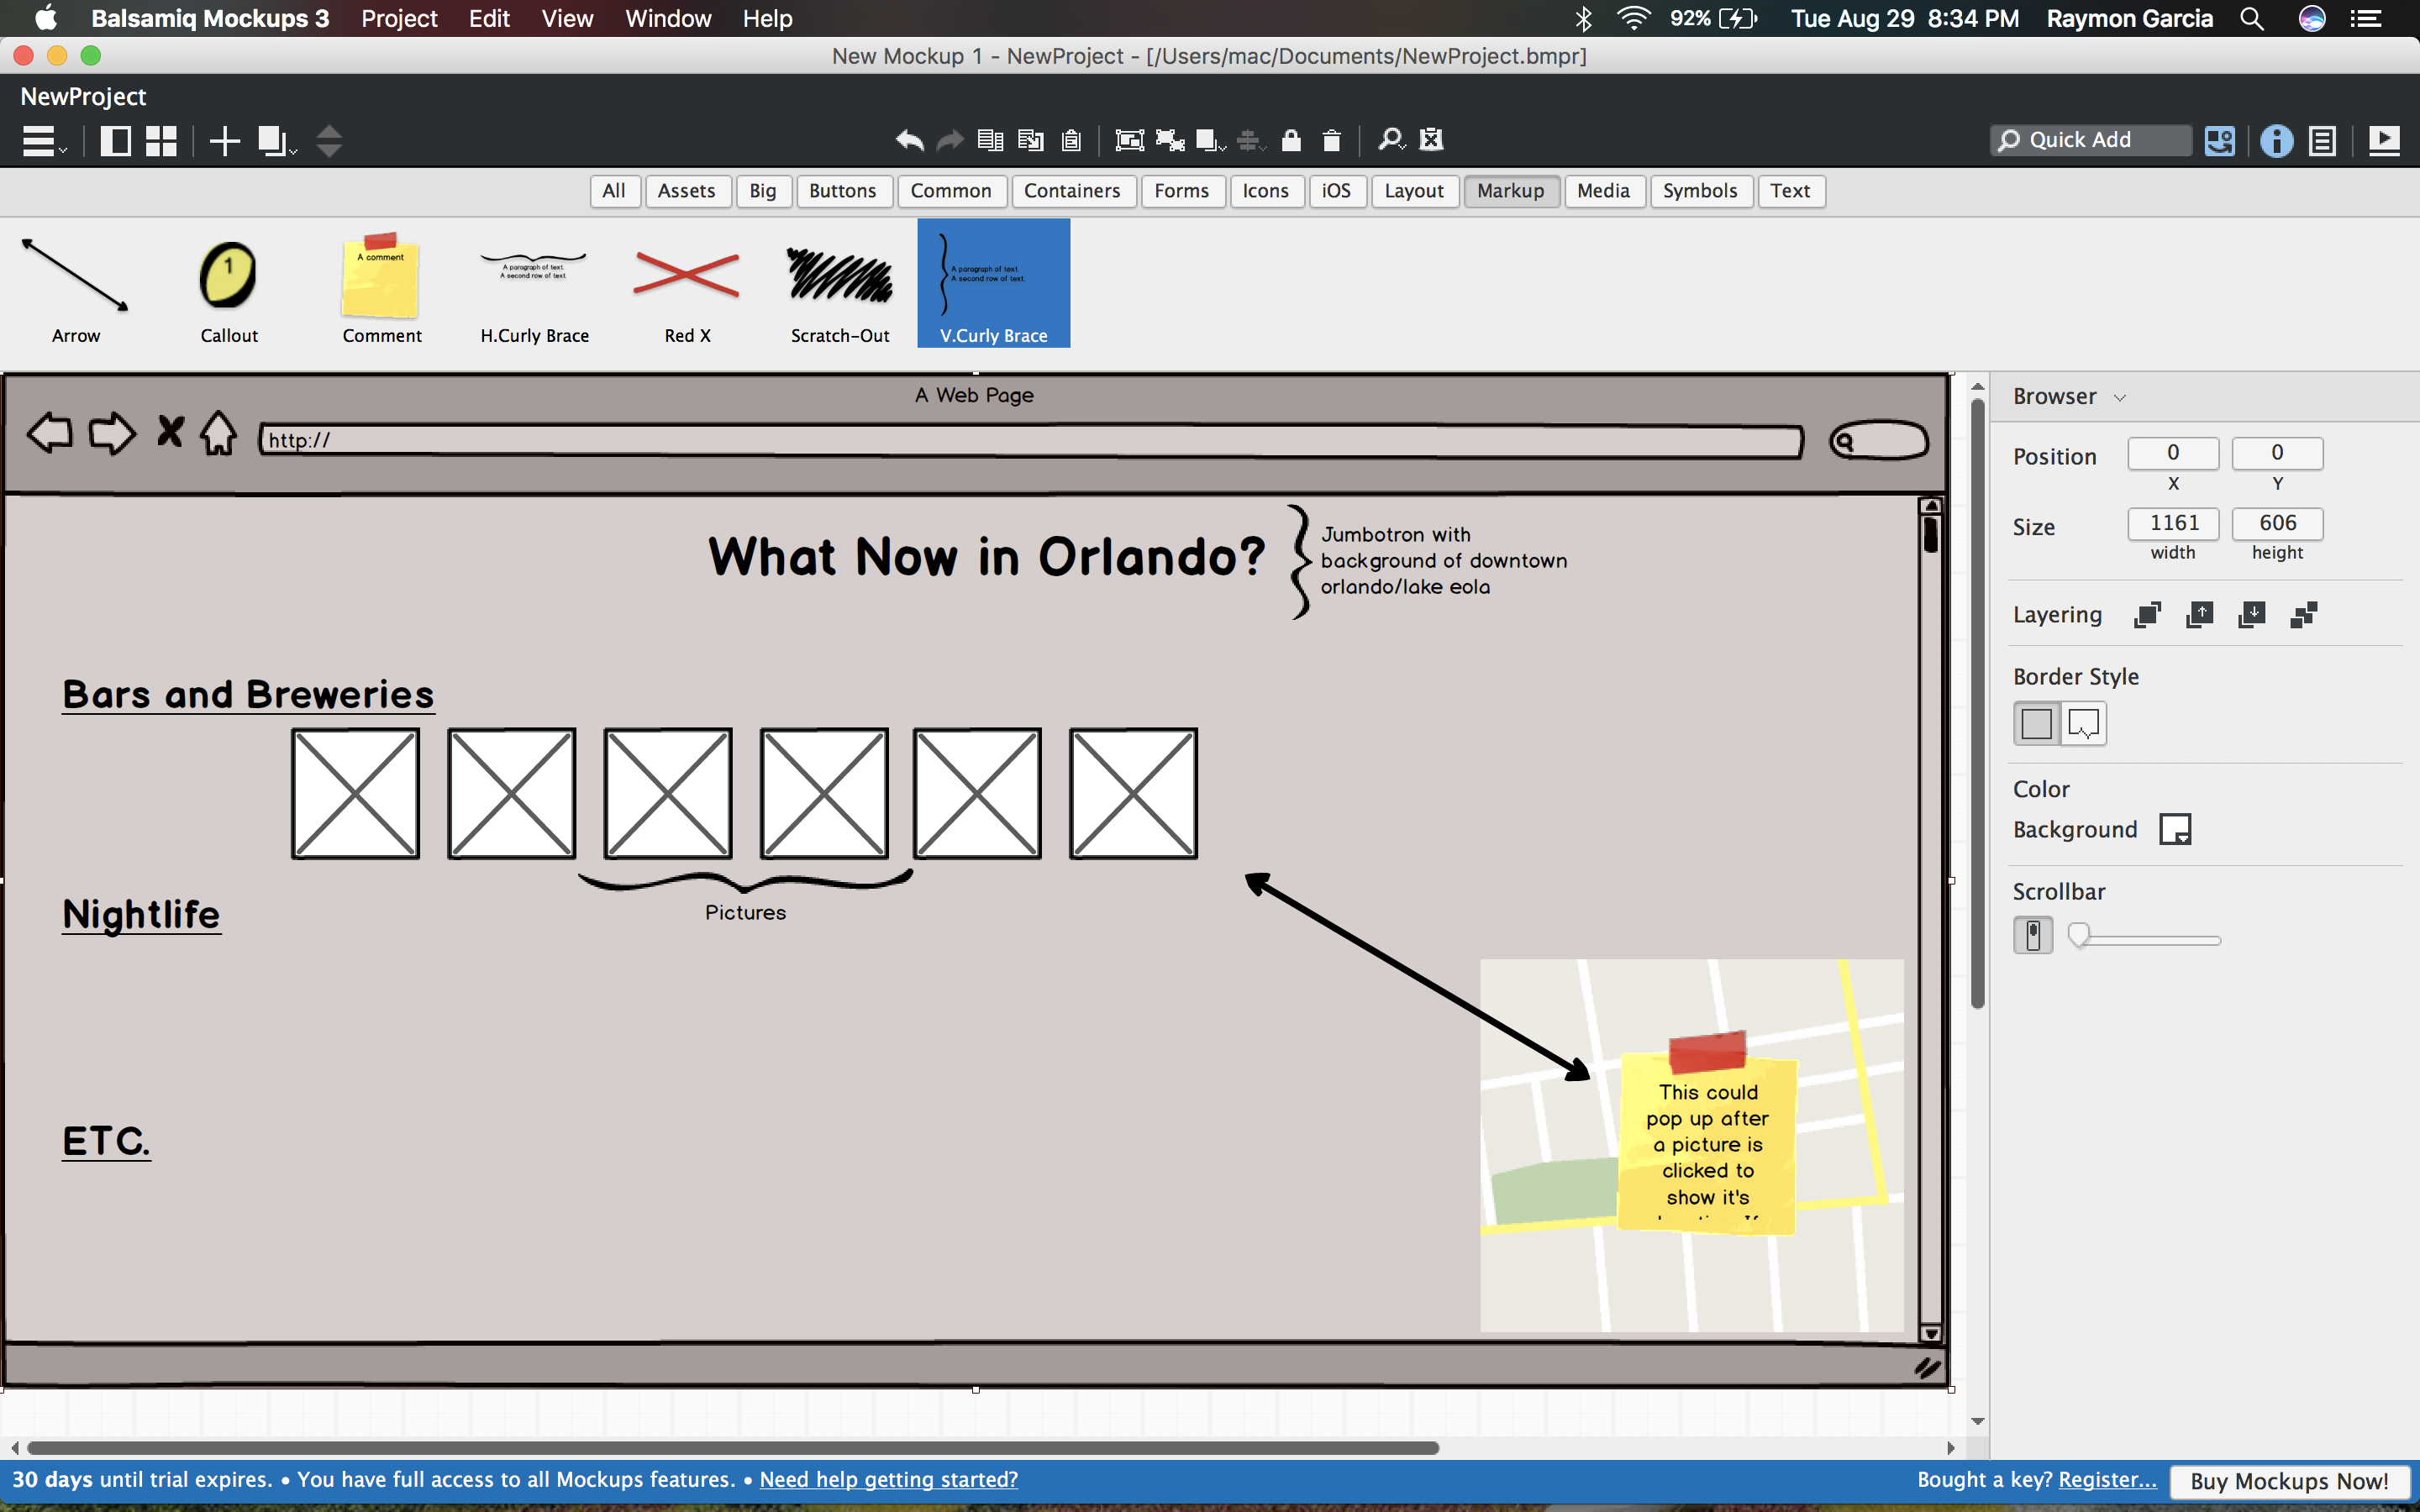 Balsamiq Mockups 3 Project Edit View Window Help 92% Tue Aug 29 8:34 PM Raymon Garcia
New Mockup 1 - NewProject - [/Users/mac/Documents/NewProject.bmpr]
NewProject
Quick Add
All Assets Big Buttons Common Containers Forms Icons iOS Layout Markup Media Symbols Text
1
A comment
A paragraph of text.
A second row of text.
A paragraph of text.
A second row of text.
Arrow Callout Comment H.Curly Brace Red X Scratch-Out V.Curly Brace
A Web Page
http://
What Now in Orlando?
Jumbotron with
background of downtown
orlando/lake eola
Bars and Breweries
Pictures
Nightlife
ETC.
This could
pop up after
a picture is
clicked to
show it's
Browser
Position 0 0
X Y
Size 1161 606
width height
Layering
Border Style
Color
Background
Scrollbar
30 days until trial expires. • You have full access to all Mockups features. • Need help getting started? Bought a key? Register... Buy Mockups Now!